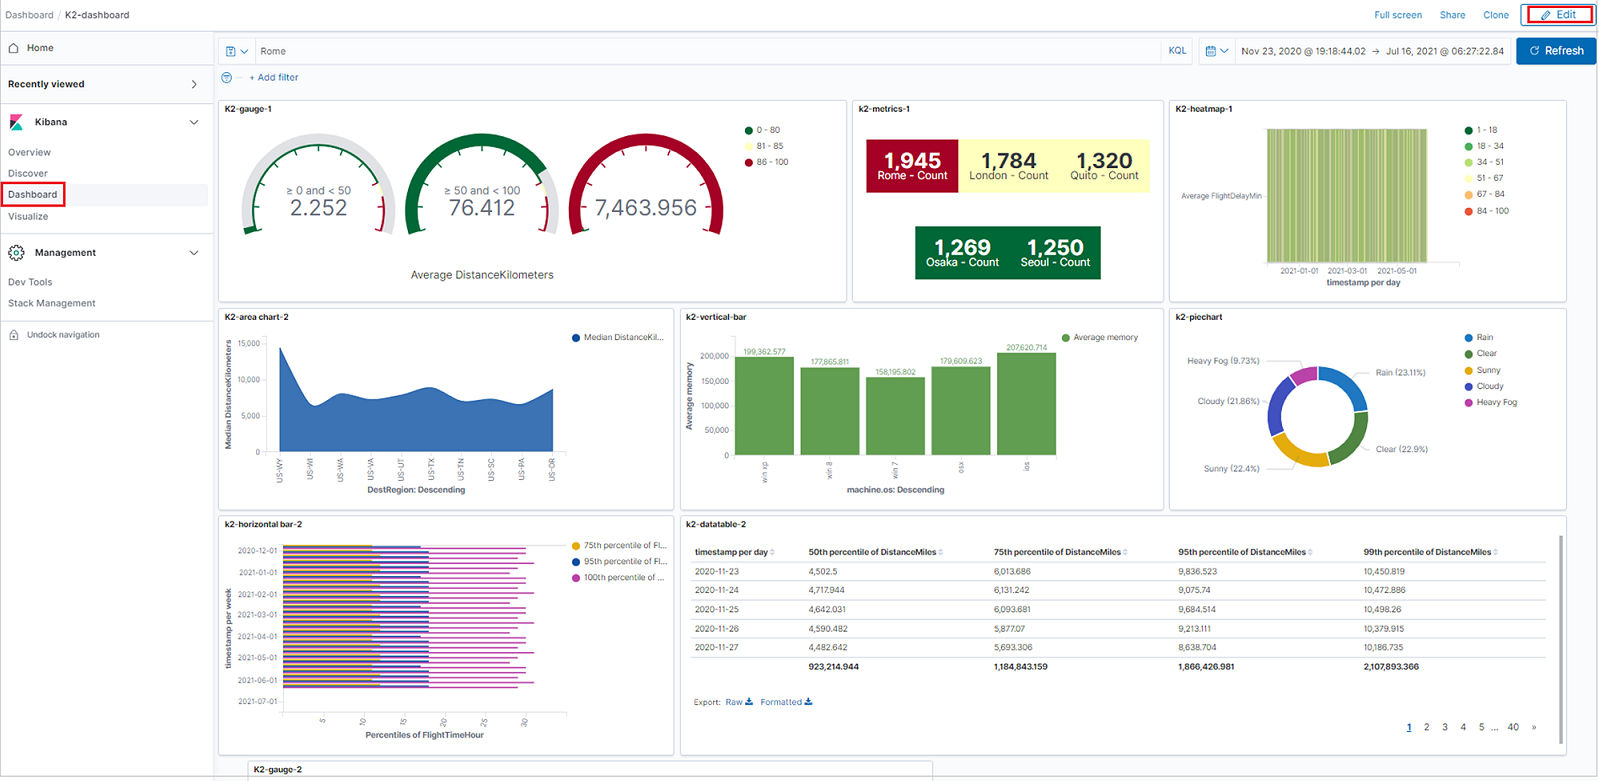 Dashboard / K2-dashboard
Full screen Share Clone Edit
Home
Recently viewed
Kibana
Overview
Discover
Dashboard
Visualize
Management
Dev Tools
Stack Management
Undock navigation
Rome
KQL
Nov 23, 2020 @ 19:18:44.02 → Jul 16, 2021 @ 06:27:22.84
Refresh
+ Add filter
K2-gauge-1
≥ 0 and < 50
2.252
≥ 50 and < 100
76.412
7,463.956
Average DistanceKilometers
0 - 80
81 - 85
86 - 100
k2-metrics-1
1,945 1,784 1,320
Rome - Count London - Count Quito - Count
1,269 1,250
Osaka - Count Seoul - Count
K2-heatmap-1
Average FlightDelayMin
2021-01-01 2021-03-01 2021-05-01
timestamp per day
1 - 18
18 - 34
34 - 51
51 - 67
67 - 84
84 - 100
K2-area chart-2
Median DistanceKilometers
15,000
10,000
5,000
0
US-WY US-WI US-WA US-VA US-UT US-TX US-TN US-SC US-PA US-OR
DestRegion: Descending
Median DistanceKil...
k2-vertical-bar
Average memory
200,000
150,000
100,000
50,000
0
199,362.577 177,865.811 158,195.802 179,609.623 207,620.714
win xp win 8 win 7 osx ios
machine.os: Descending
Average memory
k2-piechart
Heavy Fog (9.73%)
Rain (23.11%)
Cloudy (21.86%)
Clear (22.9%)
Sunny (22.4%)
Rain
Clear
Sunny
Cloudy
Heavy Fog
k2-horizontal bar-2
timestamp per week
2020-12-01
2021-01-01
2021-02-01
2021-03-01
2021-04-01
2021-05-01
2021-06-01
2021-07-01
5 10 15 20 25 30
Percentiles of FlightTimeHour
75th percentile of Fl...
95th percentile of Fl...
100th percentile of ...
k2-datatable-2
timestamp per day 50th percentile of DistanceMiles 75th percentile of DistanceMiles 95th percentile of DistanceMiles 99th percentile of DistanceMiles
2020-11-23 4,502.5 6,013.686 9,836.523 10,450.819
2020-11-24 4,717.944 6,131.242 9,075.74 10,472.886
2020-11-25 4,642.031 6,093.681 9,684.514 10,498.26
2020-11-26 4,590.482 5,877.07 9,213.111 10,379.915
2020-11-27 4,482.642 5,693.306 8,638.704 10,186.735
923,214.944 1,184,843.159 1,866,426.981 2,107,893.366
Export: Raw Formatted
1 2 3 4 5 ... 40 »
K2-gauge-2